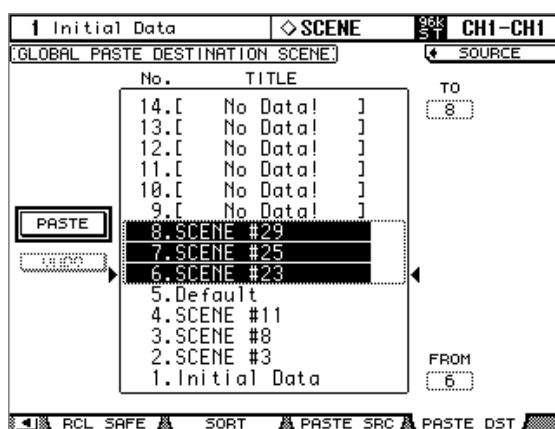 1 Initial Data ◇SCENE 96K ST CH1-CH1
GLOBAL PASTE DESTINATION SCENE SOURCE
No. TITLE
TO
8
14.[ No Data! ]
13.[ No Data! ]
12.[ No Data! ]
11.[ No Data! ]
10.[ No Data! ]
9.[ No Data! ]
8.SCENE #29
7.SCENE #25
6.SCENE #23
5.Default
4.SCENE #11
3.SCENE #8
2.SCENE #3
1.Initial Data
PASTE
UNDO
FROM
6
RCL SAFE SORT PASTE SRC PASTE DST